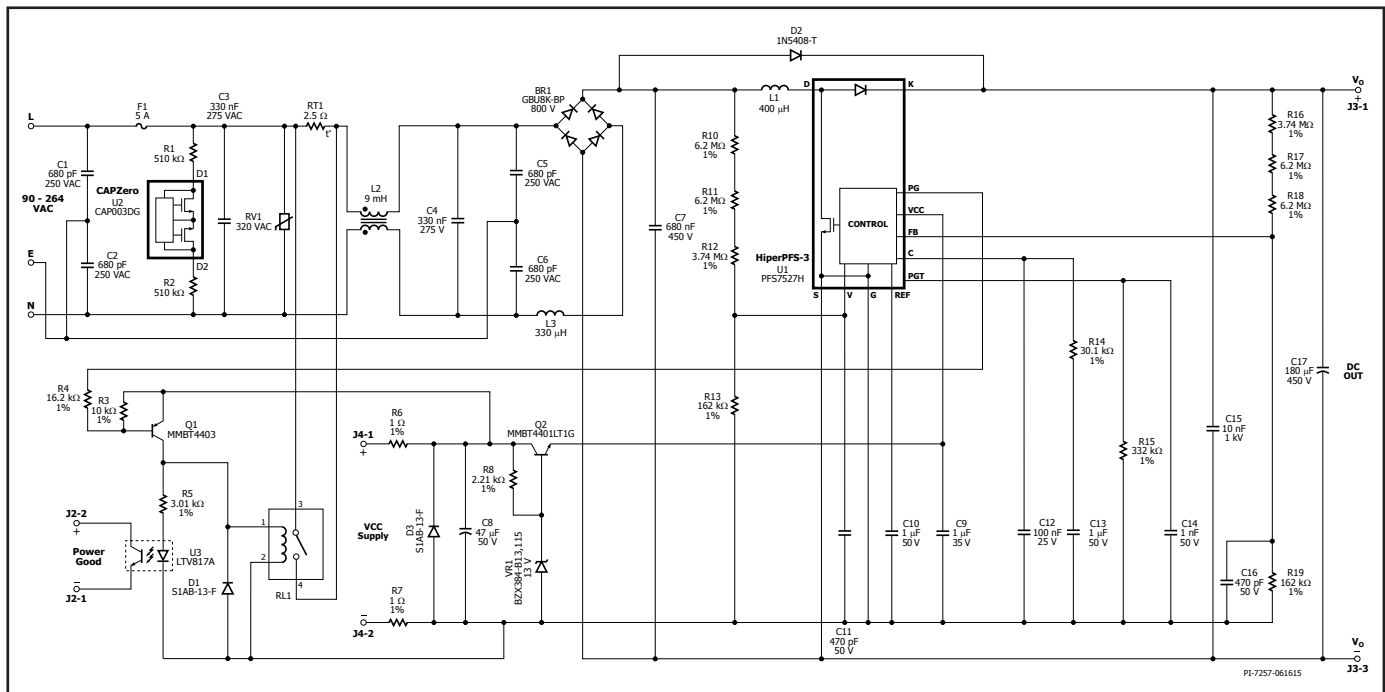 D2
1N5408-T
BR1
GBU8K-BP
800 V
L1
400 µH
D
K
VO
+
J3-1
L
F1
5 A
C3
330 nF
275 VAC
RT1
2.5 Ω
t°
R1
510 kΩ
D1
C1
680 pF
250 VAC
CAPZero
U2
CAP003DG
90 - 264
VAC
RV1
320 VAC
L2
9 mH
C4
330 nF
275 V
C5
680 pF
250 VAC
R10
6.2 MΩ
1%
R11
6.2 MΩ
1%
R12
3.74 MΩ
1%
C7
680 nF
450 V
CONTROL
HiperPFS-3
U1
PFS7527H
PG
VCC
FB
C
PGT
S
V
G
REF
R16
3.74 MΩ
1%
R17
6.2 MΩ
1%
R18
6.2 MΩ
1%
E
C2
680 pF
250 VAC
D2
R2
510 kΩ
N
C6
680 pF
250 VAC
L3
330 µH
R14
30.1 kΩ
1%
C17
180 µF
450 V
DC
OUT
R4
16.2 kΩ
1%
R3
10 kΩ
1%
Q1
MMBT4403
R6
1 Ω
1%
J4-1
+
Q2
MMBT4401LT1G
R13
162 kΩ
1%
C15
10 nF
1 kV
R15
332 kΩ
1%
R8
2.21 kΩ
1%
R5
3.01 kΩ
1%
3
1
2
4
RL1
J2-2
+
Power
Good
J2-1
–
U3
LTV817A
D1
S1AB-13-F
VCC
Supply
D3
S1AB-13-F
C8
47 µF
50 V
VR1
BZX384-B13,115
13 V
C10
1 µF
50 V
C9
1 µF
35 V
C12
100 nF
25 V
C13
1 µF
50 V
C14
1 nF
50 V
C16
470 pF
50 V
R19
162 kΩ
1%
R7
1 Ω
1%
–
J4-2
C11
470 pF
50 V
VO
–
J3-3
PI-7257-061615